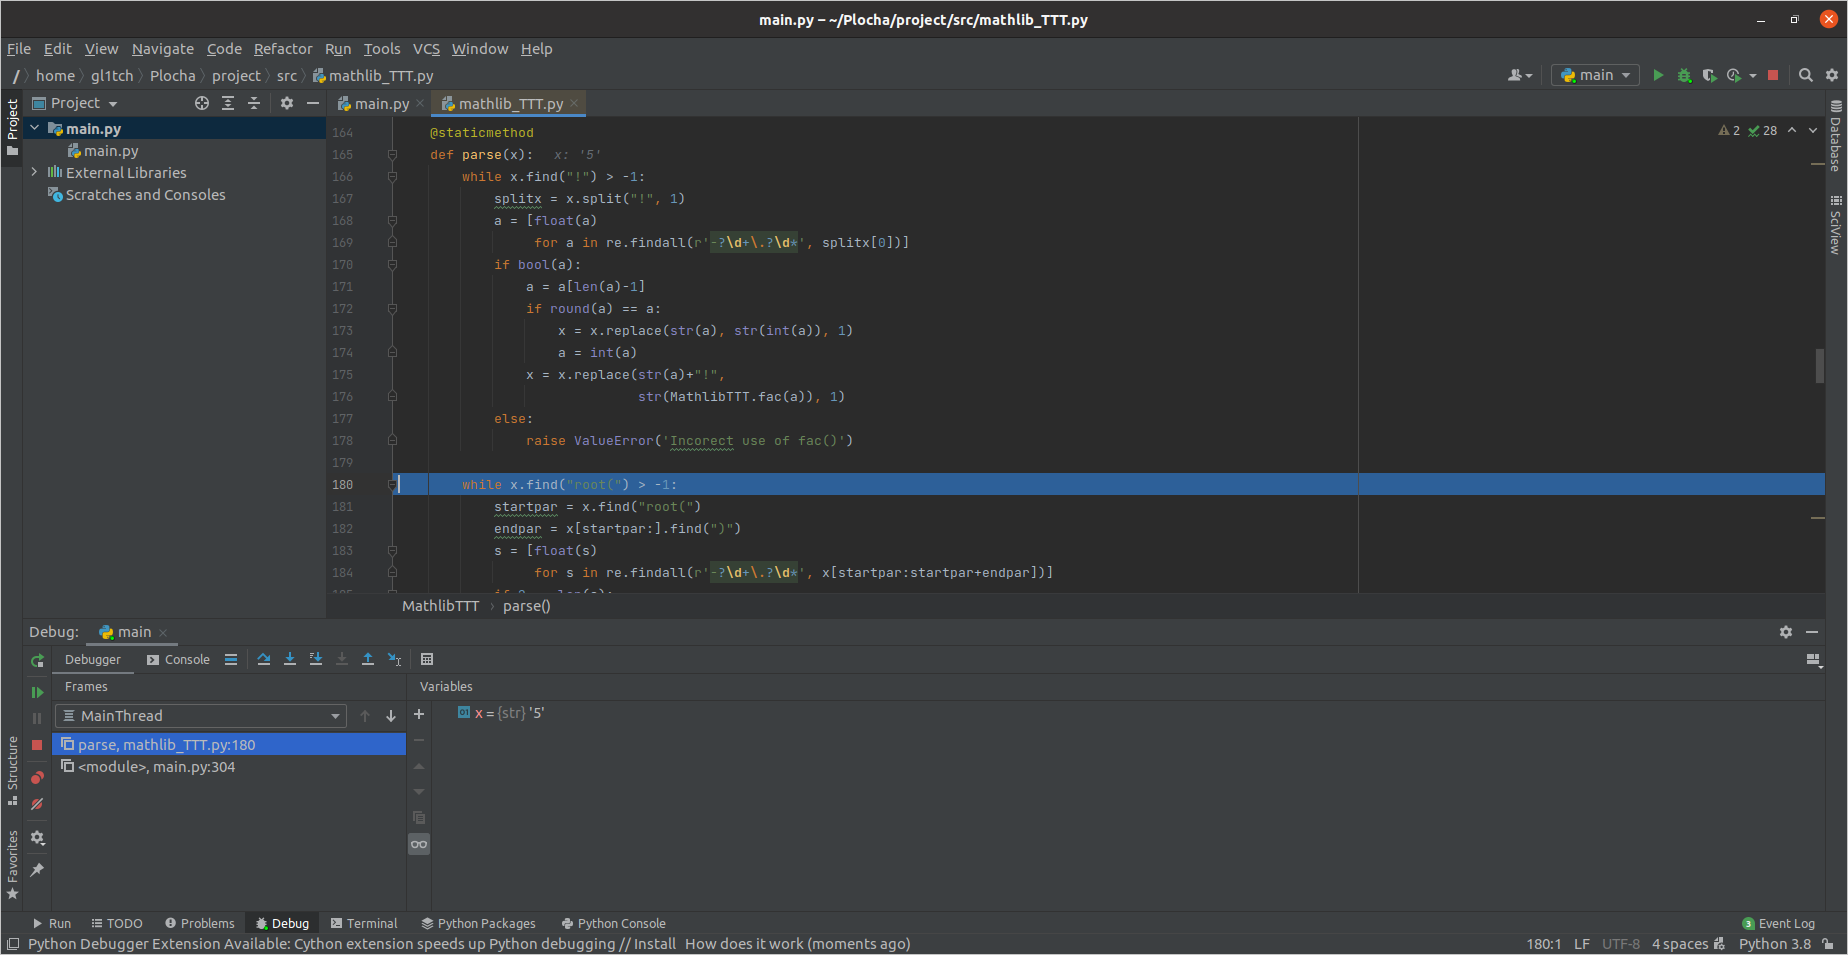 main.py – ~/Plocha/project/src/mathlib_TTT.py
File Edit View Navigate Code Refactor Run Tools VCS Window Help
/ home gl1tch Plocha project src mathlib_TTT.py
main
Project
main.py
mathlib_TTT.py
Project
main.py
main.py
External Libraries
Scratches and Consoles
2 28
Database
SciView
164 @staticmethod
165 def parse(x): x: '5'
166 while x.find("!") > -1:
167 splitx = x.split("!", 1)
168 a = [float(a)
169 for a in re.findall(r'-?\d+\.?\d*', splitx[0])]
170 if bool(a):
171 a = a[len(a)-1]
172 if round(a) == a:
173 x = x.replace(str(a), str(int(a)), 1)
174 a = int(a)
175 x = x.replace(str(a)+"!",
176 str(MathlibTTT.fac(a)), 1)
177 else:
178 raise ValueError('Incorect use of fac()')
179
180 while x.find("root(") > -1:
181 startpar = x.find("root(")
182 endpar = x[startpar:].find(")")
183 s = [float(s)
184 for s in re.findall(r'-?\d+\.?\d*', x[startpar:startpar+endpar])]
MathlibTTT › parse()
Debug: main
Debugger Console
Frames Variables
MainThread
x = {str} '5'
parse, mathlib_TTT.py:180
<module>, main.py:304
Structure
Favorites
Run TODO Problems Debug Terminal Python Packages Python Console
3 Event Log
Python Debugger Extension Available: Cython extension speeds up Python debugging // Install How does it work (moments ago)
180:1 LF UTF-8 4 spaces Python 3.8